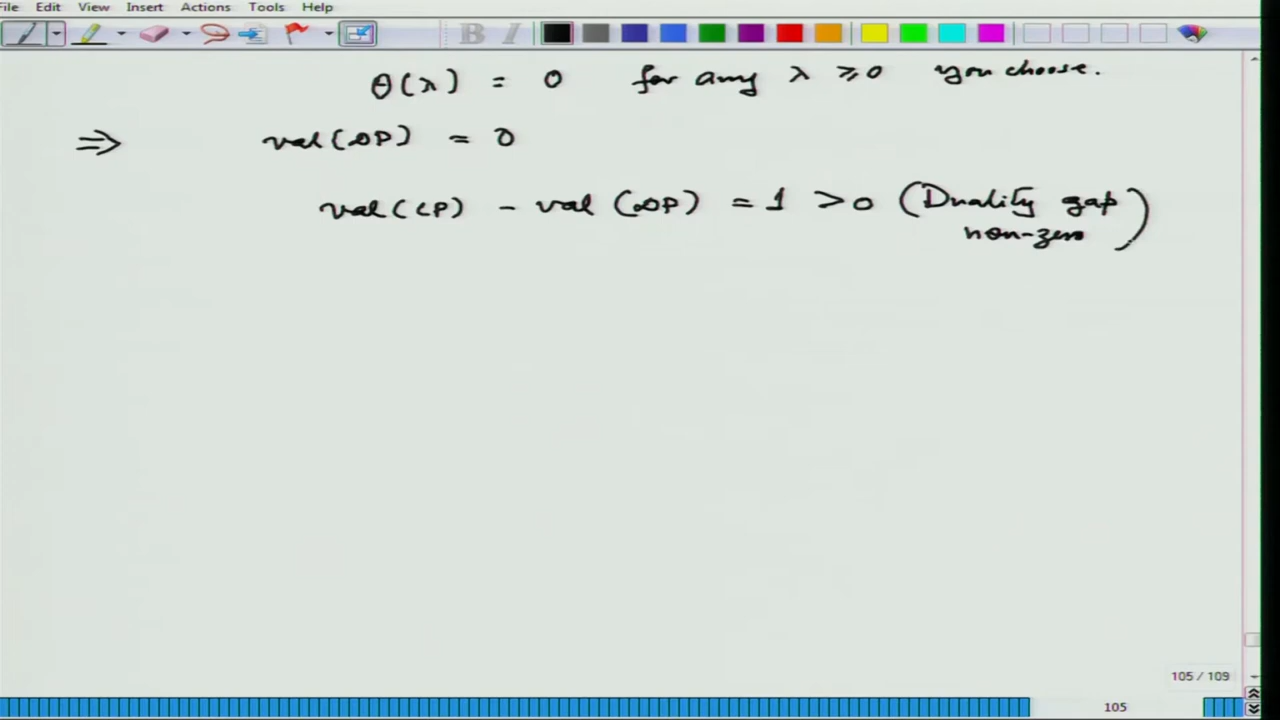 File Edit View Insert Actions Tools Help
B I
θ(λ) = 0 for any λ ≥ 0 you choose.
⇒ val(DP) = 0
val(CP) - val(DP) = 1 > 0 (Duality gap
non-zero)
105 / 109
105